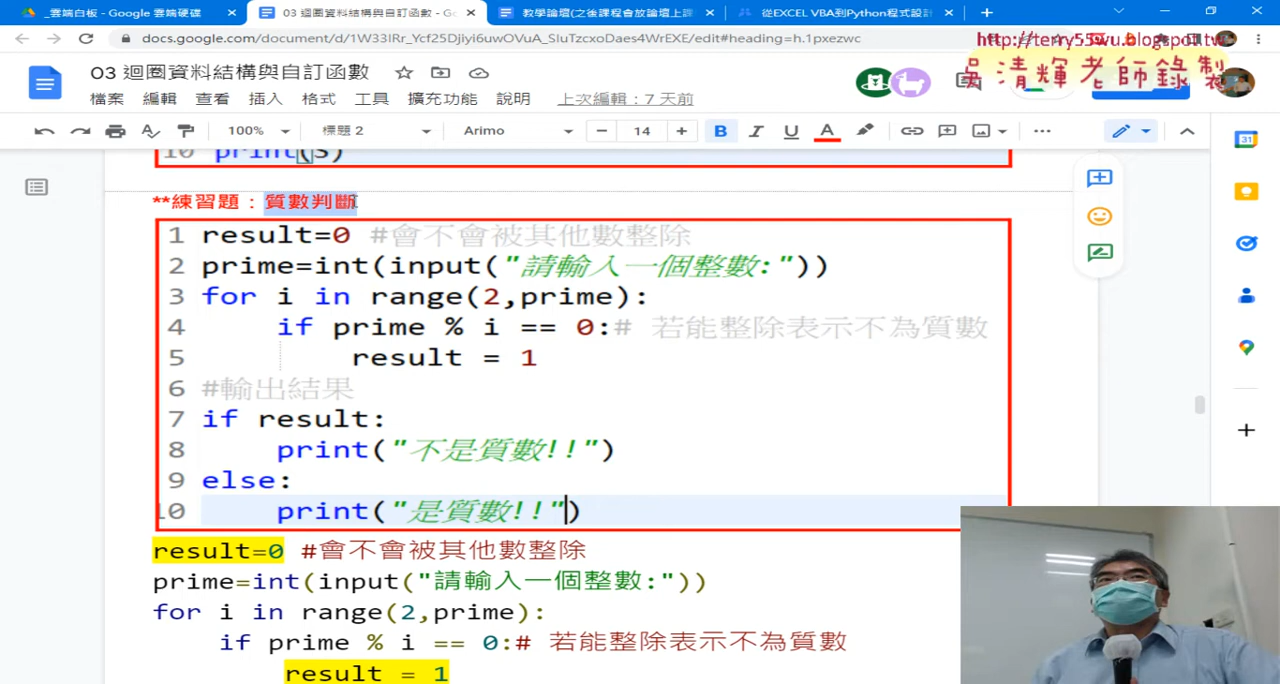 _雲端白板 - Google 雲端硬碟
03 迴圈資料結構與自訂函數 - Go
教學論壇(之後課程會放論壇上課
從EXCEL VBA到Python程式設計
docs.google.com/document/d/1W33IRr_Ycf25Djiyi6uwOVuA_SIuTzcxoDaes4WrEXE/edit#heading=h.1pxezwc
http://terry55wu.blogspot.tw
吳清輝老師錄製
03 迴圈資料結構與自訂函數
檔案 編輯 查看 插入 格式 工具 擴充功能 說明 上次編輯:7 天前
100% 標題 2 Arimo − 14 + B I U A
10 print(s)
**練習題:質數判斷
1 result=0 #會不會被其他數整除
2 prime=int(input("請輸入一個整數:"))
3 for i in range(2,prime):
4 if prime % i == 0:# 若能整除表示不為質數
5 result = 1
6 #輸出結果
7 if result:
8 print("不是質數!!")
9 else:
10 print("是質數!!")
result=0 #會不會被其他數整除
prime=int(input("請輸入一個整數:"))
for i in range(2,prime):
if prime % i == 0:# 若能整除表示不為質數
result = 1